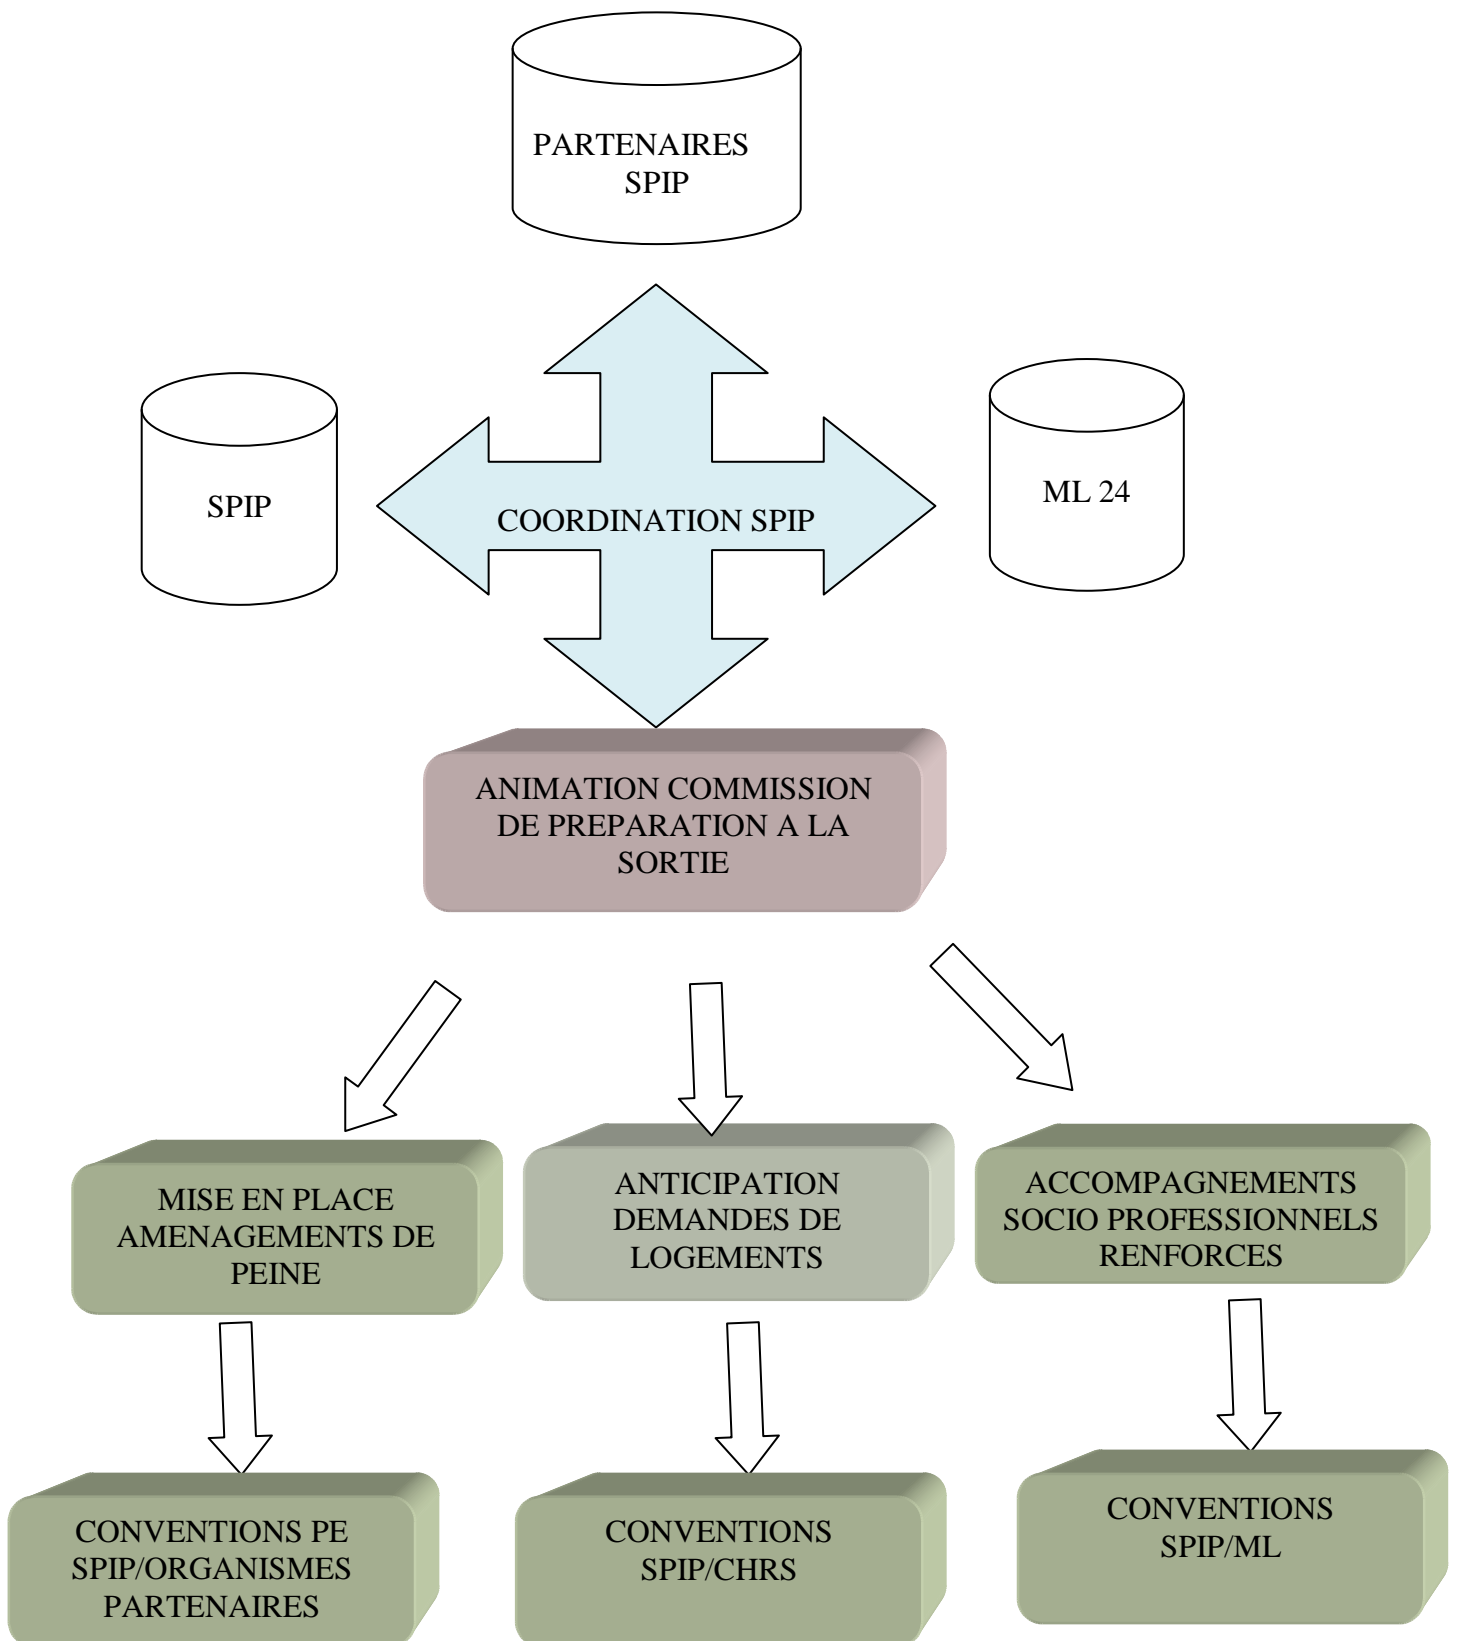 PARTENAIRES
SPIP
SPIP
COORDINATION SPIP
ML 24
ANIMATION COMMISSION
DE PREPARATION A LA
SORTIE
MISE EN PLACE
AMENAGEMENTS DE
PEINE
ANTICIPATION
DEMANDES DE
LOGEMENTS
ACCOMPAGNEMENTS
SOCIO PROFESSIONNELS
RENFORCES
CONVENTIONS PE
SPIP/ORGANISMES
PARTENAIRES
CONVENTIONS
SPIP/CHRS
CONVENTIONS
SPIP/ML